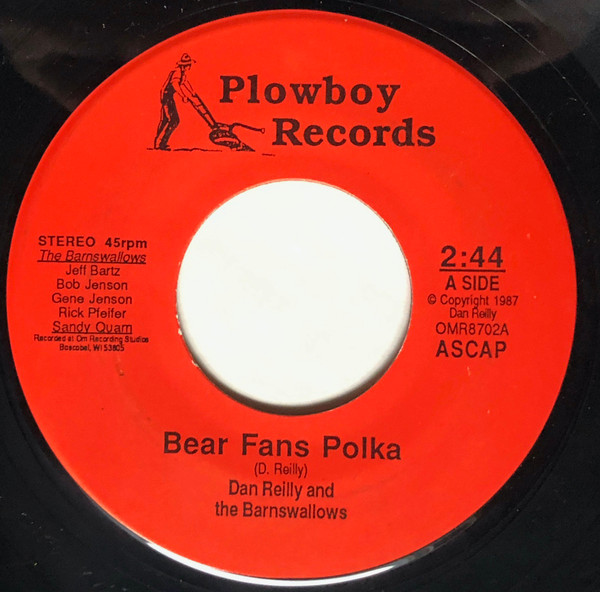 Plowboy
Records
STEREO 45rpm
The Barnswallows
Jeff Bartz
Bob Jenson
Gene Jenson
Rick Pfeifer
Sandy Quam
Recorded at Om Recording Studios
Boscobel, WI 53805
2:44
A SIDE
© Copyright 1987
Dan Reilly
OMR8702A
ASCAP
Bear Fans Polka
(D. Reilly)
Dan Reilly and
the Barnswallows